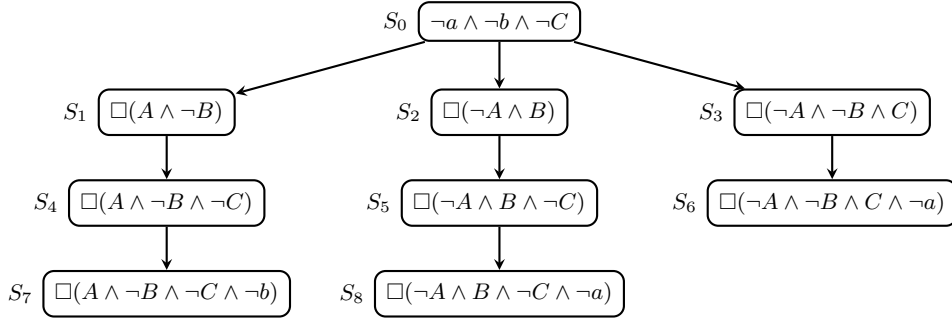 S₀ ¬a ∧ ¬b ∧ ¬C
S₁ □(A ∧ ¬B) S₂ □(¬A ∧ B) S₃ □(¬A ∧ ¬B ∧ C)
S₄ □(A ∧ ¬B ∧ ¬C) S₅ □(¬A ∧ B ∧ ¬C) S₆ □(¬A ∧ ¬B ∧ C ∧ ¬a)
S₇ □(A ∧ ¬B ∧ ¬C ∧ ¬b) S₈ □(¬A ∧ B ∧ ¬C ∧ ¬a)